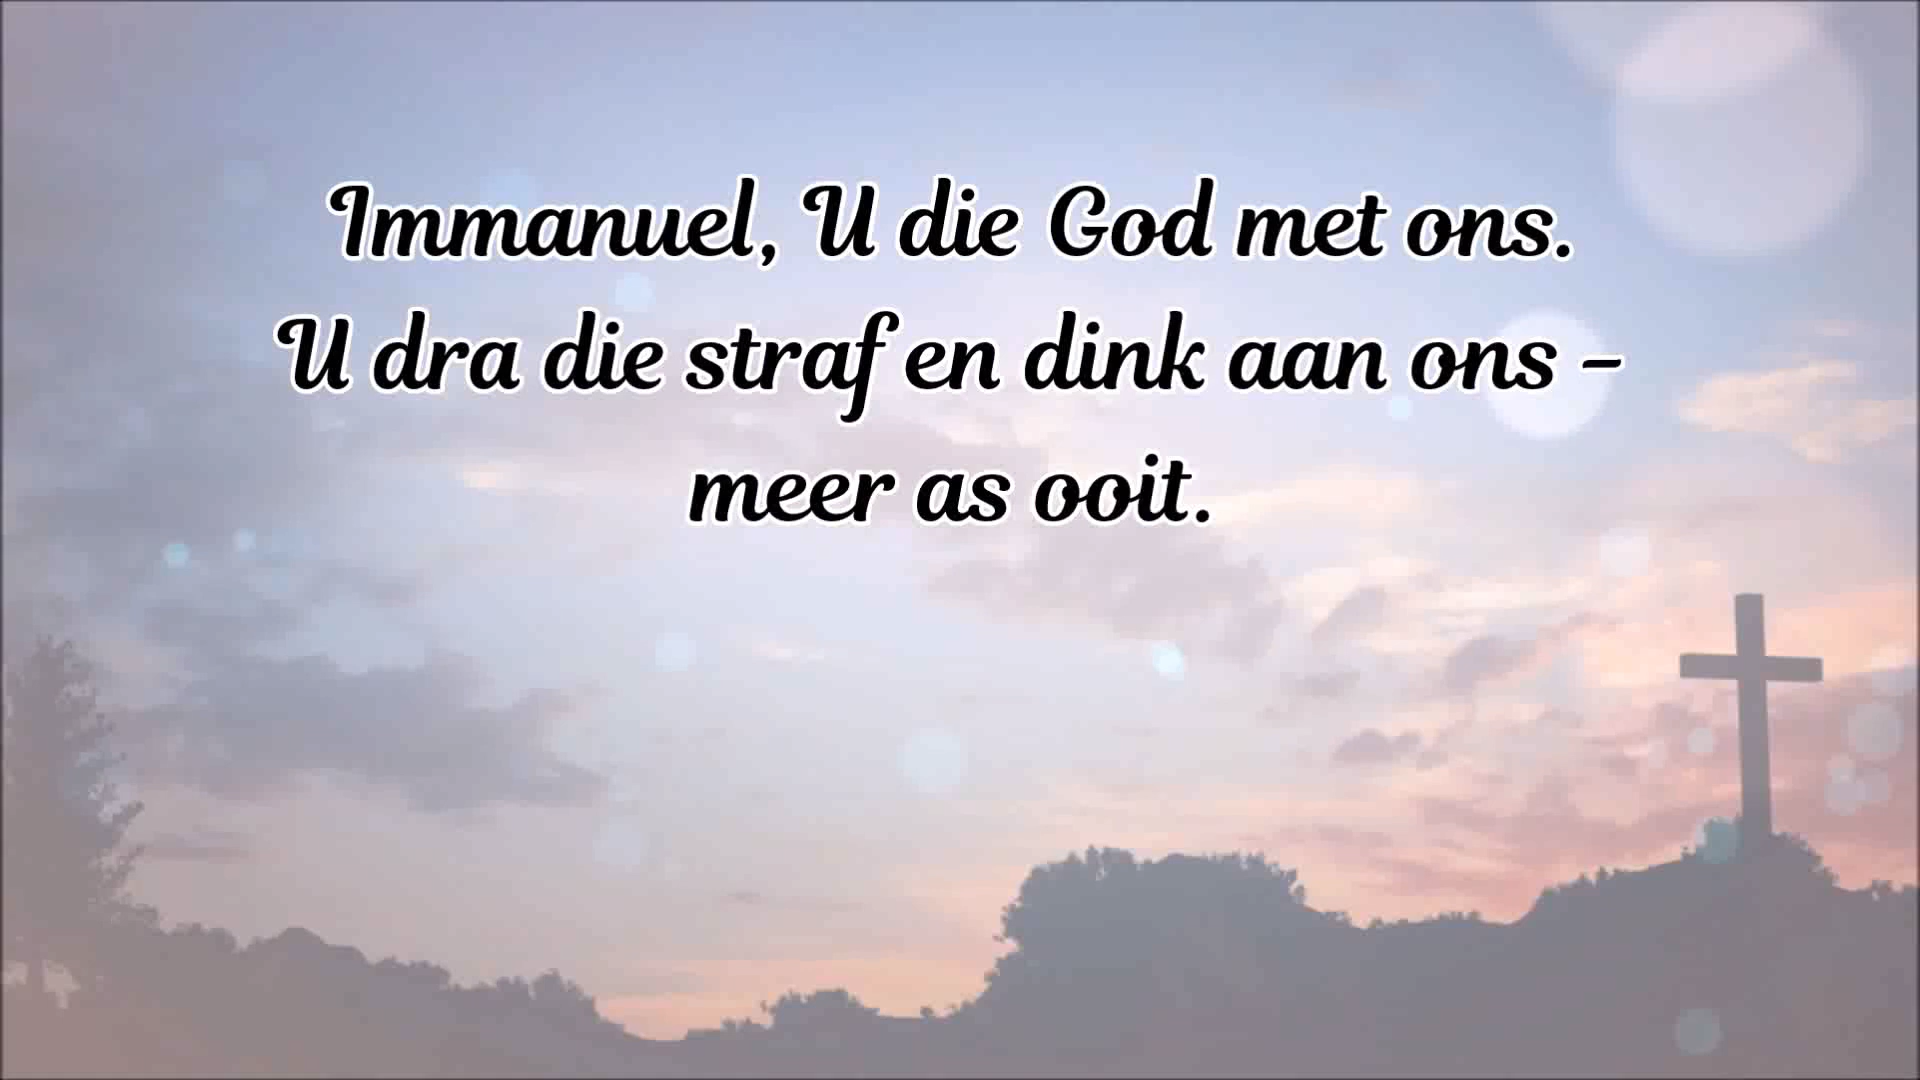 Immanuel, U die God met ons.
U dra die straf en dink aan ons -
meer as ooit.